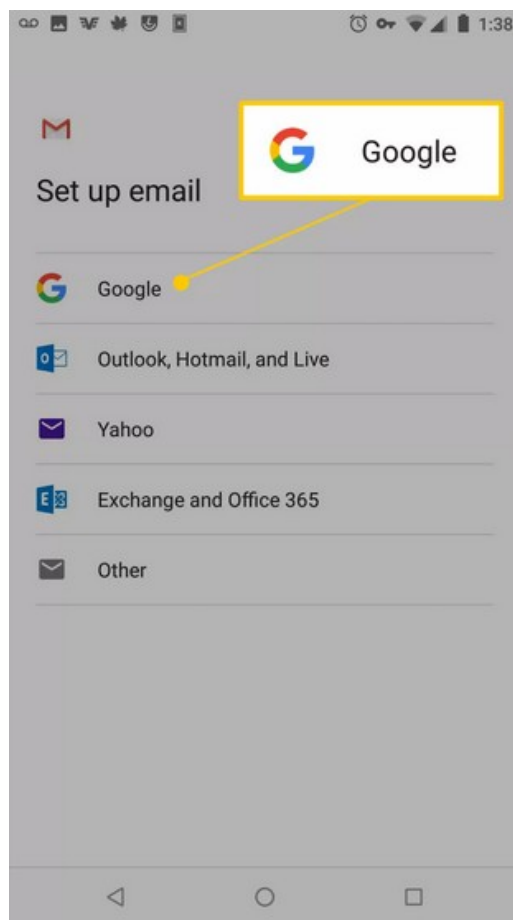 1:38
Google
Set up email
Google
Outlook, Hotmail, and Live
Yahoo
Exchange and Office 365
Other